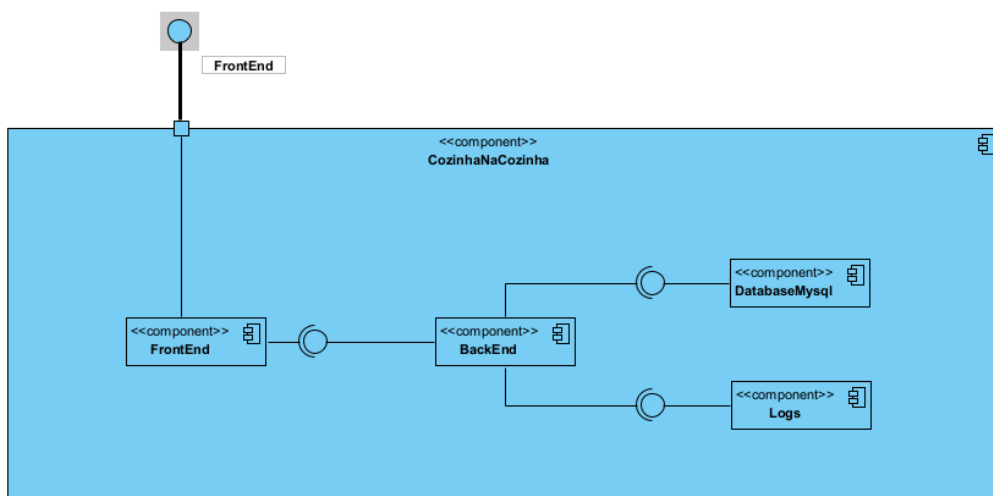 FrontEnd
<<component>>
CozinhaNaCozinha
<<component>>
DatabaseMysql
<<component>>
FrontEnd
<<component>>
BackEnd
<<component>>
Logs